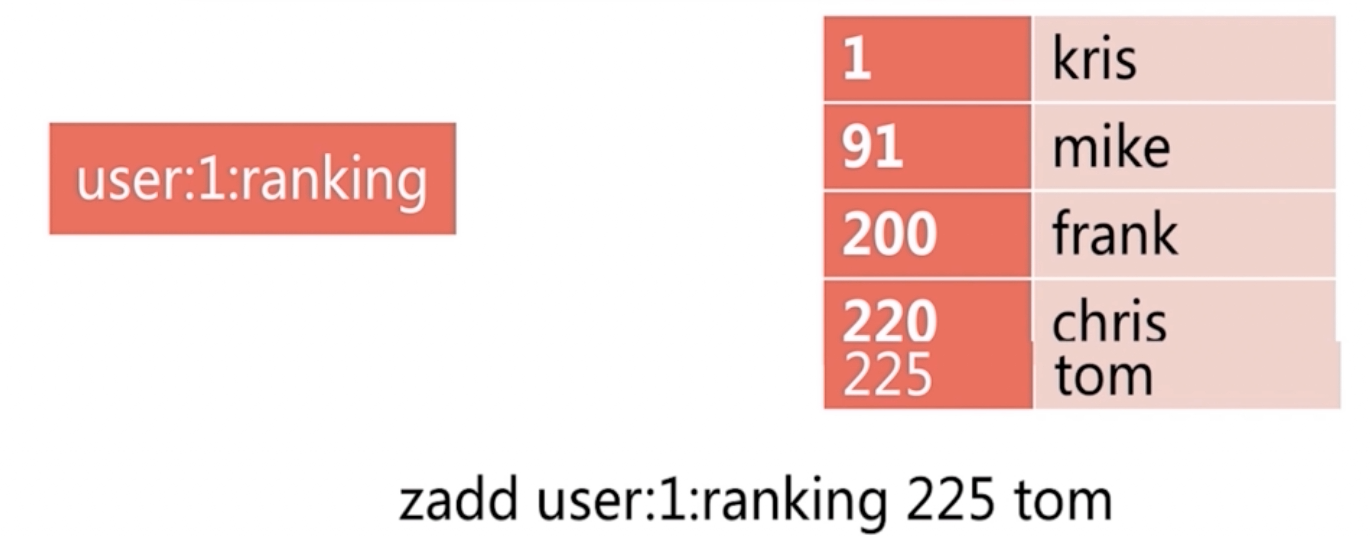 user:1:ranking
1 kris
91 mike
200 frank
220 chris
225 tom
zadd user:1:ranking 225 tom